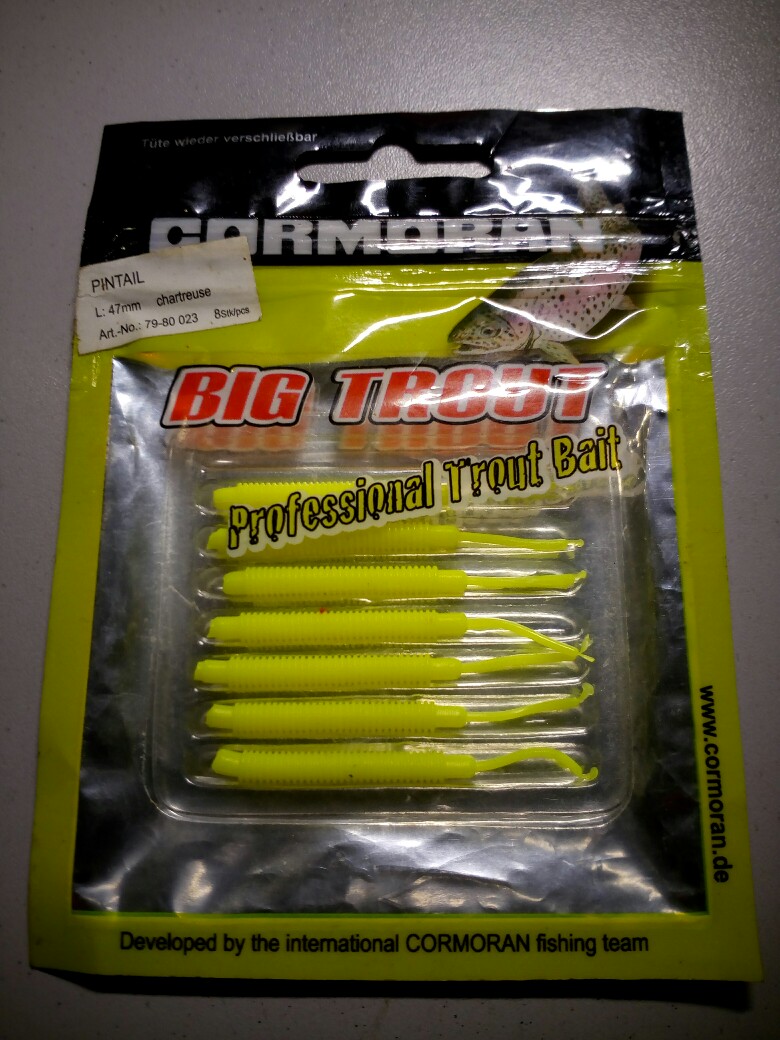 Tüte wieder verschließbar
CORMORAN
PINTAIL
L: 47mm chartreuse
Art.-No.: 79-80 023 8Stk/pcs
BIG TROUT
Professional Trout Bait
www.cormoran.de
Developed by the international CORMORAN fishing team